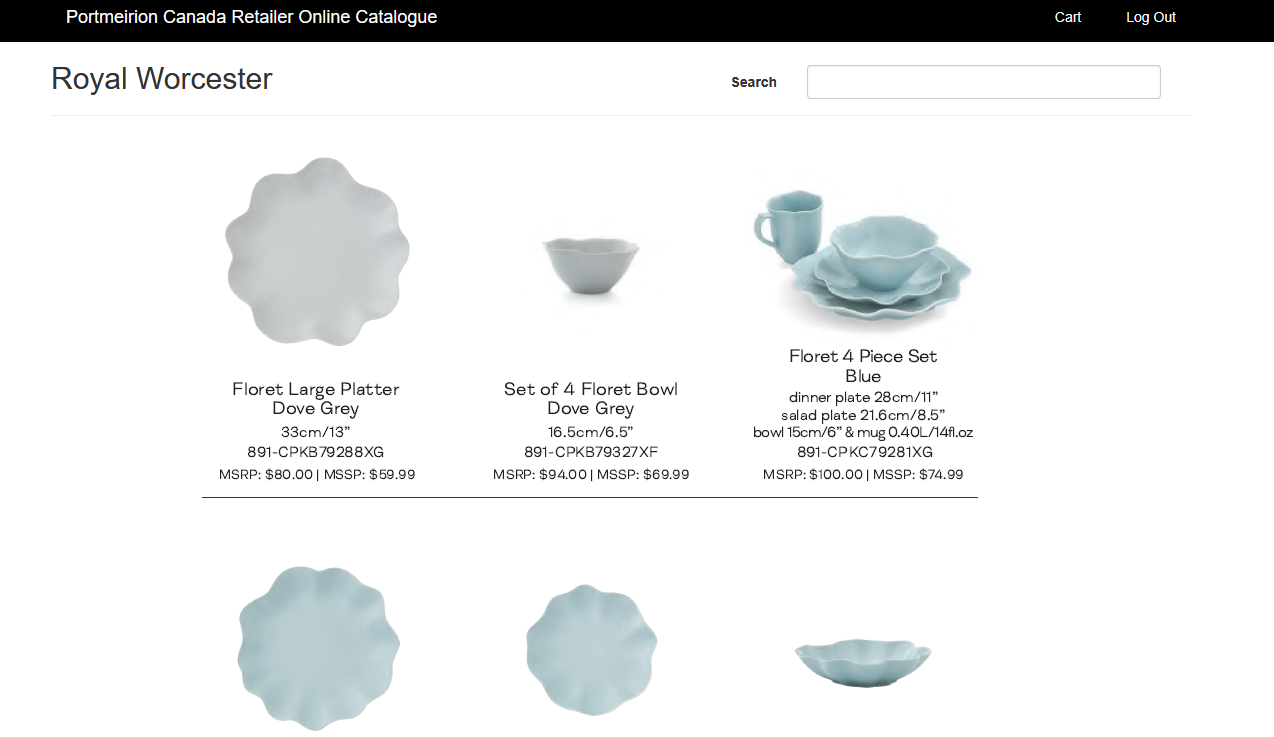 Portmeirion Canada Retailer Online Catalogue
Cart
Log Out
Royal Worcester
Search
Floret Large Platter
Dove Grey
33cm/13”
891-CPKB79288XG
MSRP: $80.00 | MSSP: $59.99
Set of 4 Floret Bowl
Dove Grey
16.5cm/6.5”
891-CPKB79327XF
MSRP: $94.00 | MSSP: $69.99
Floret 4 Piece Set
Blue
dinner plate 28cm/11”
salad plate 21.6cm/8.5”
bowl 15cm/6” & mug 0.40L/14fl.oz
891-CPKC79281XG
MSRP: $100.00 | MSSP: $74.99